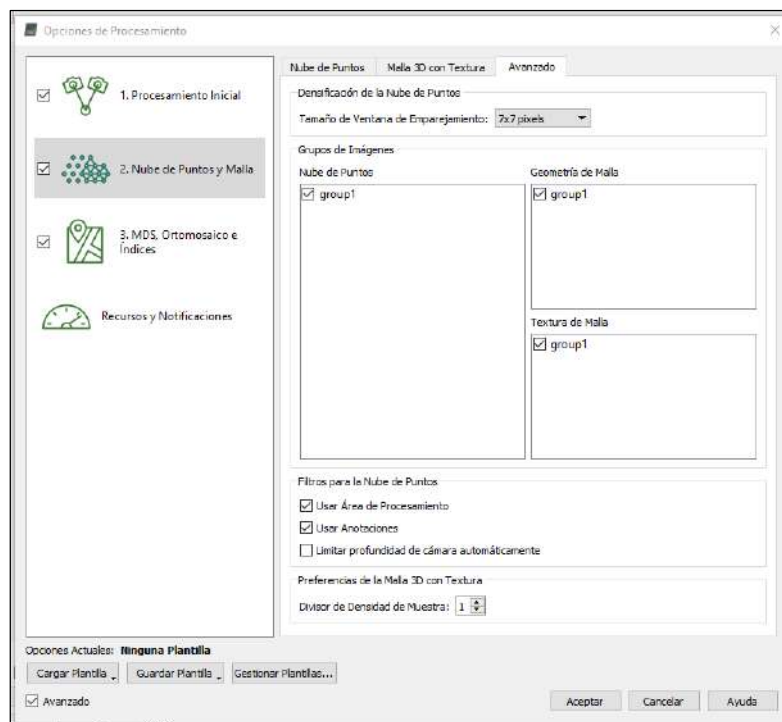 Opciones de Procesamiento
1. Procesamiento Inicial
2. Nube de Puntos y Malla
3. MDS, Ortomosaico e
Índices
Recursos y Notificaciones
Nube de Puntos
Malla 3D con Textura
Avanzado
Densificación de la Nube de Puntos
Tamaño de Ventana de Emparejamiento: 7x7 pixels
Grupos de Imágenes
Nube de Puntos
group1
Geometría de Malla
group1
Textura de Malla
group1
Filtros para la Nube de Puntos
Usar Área de Procesamiento
Usar Anotaciones
Limitar profundidad de cámara automáticamente
Preferencias de la Malla 3D con Textura
Divisor de Densidad de Muestra: 1
Opciones Actuales: Ninguna Plantilla
Cargar Plantilla Guardar Plantilla Gestionar Plantillas...
Avanzado
Aceptar Cancelar Ayuda